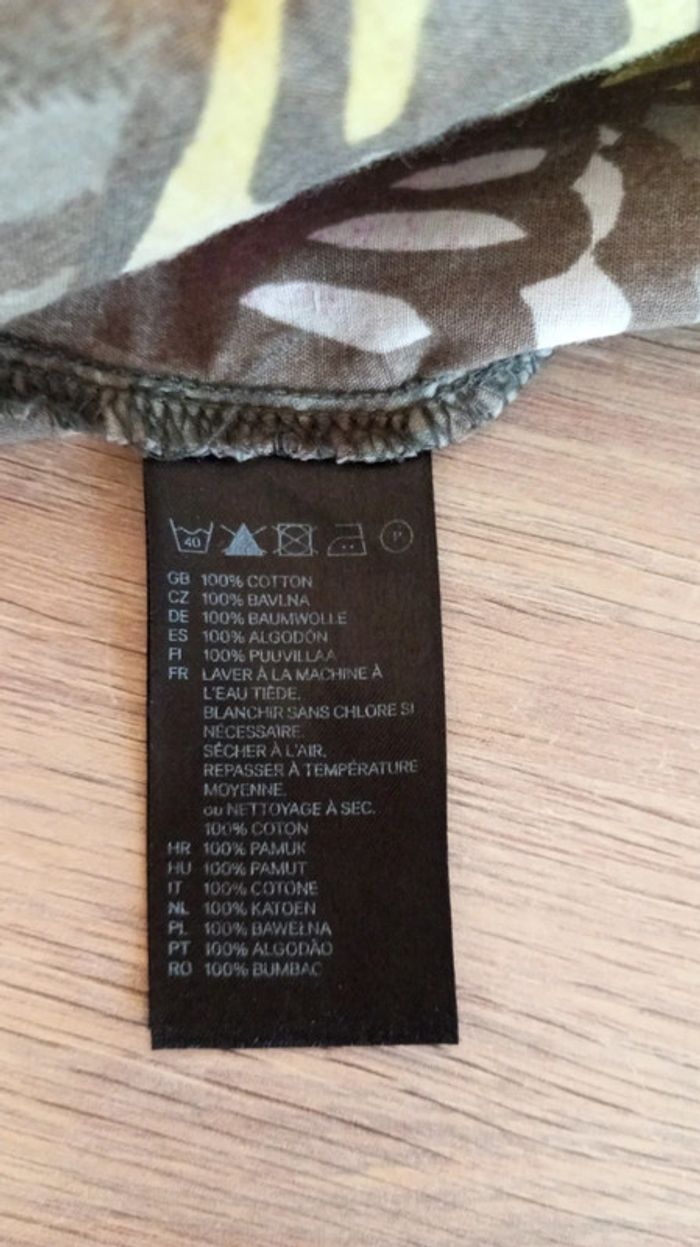 40 P
GB 100% COTTON
CZ 100% BAVLNA
DE 100% BAUMWOLLE
ES 100% ALGODÓN
FI 100% PUUVILLAA
FR LAVER À LA MACHINE À
L'EAU TIÈDE.
BLANCHIR SANS CHLORE SI
NÉCESSAIRE.
SÉCHER À L'AIR.
REPASSER À TEMPÉRATURE
MOYENNE.
ou NETTOYAGE À SEC.
100% COTON
HR 100% PAMUK
HU 100% PAMUT
IT 100% COTONE
NL 100% KATOEN
PL 100% BAWEŁNA
PT 100% ALGODÃO
RO 100% BUMBAC